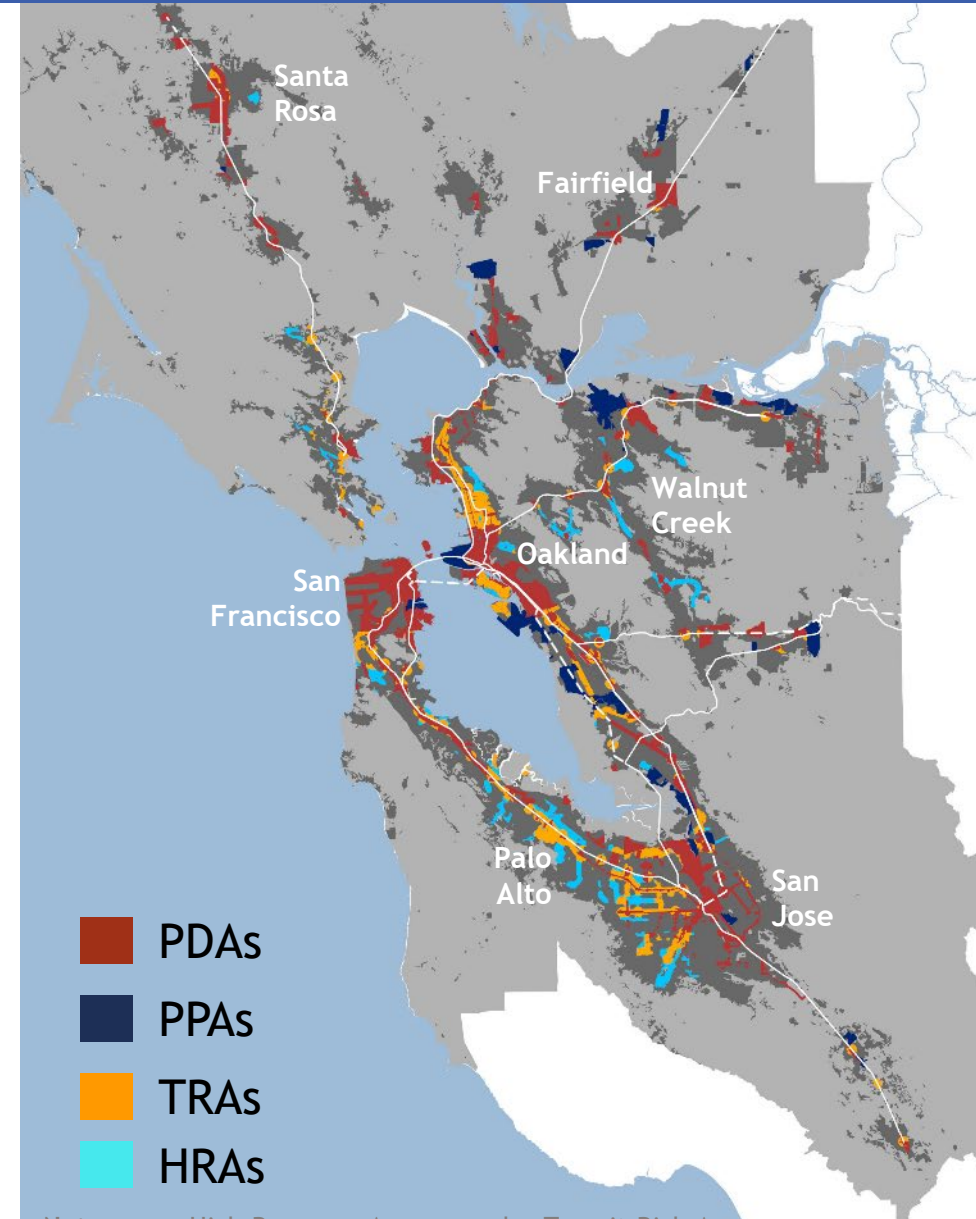 Santa
Rosa
Fairfield
Walnut
Creek
Oakland
San
Francisco
Palo
Alto
San
Jose
PDAs
PPAs
TRAs
HRAs